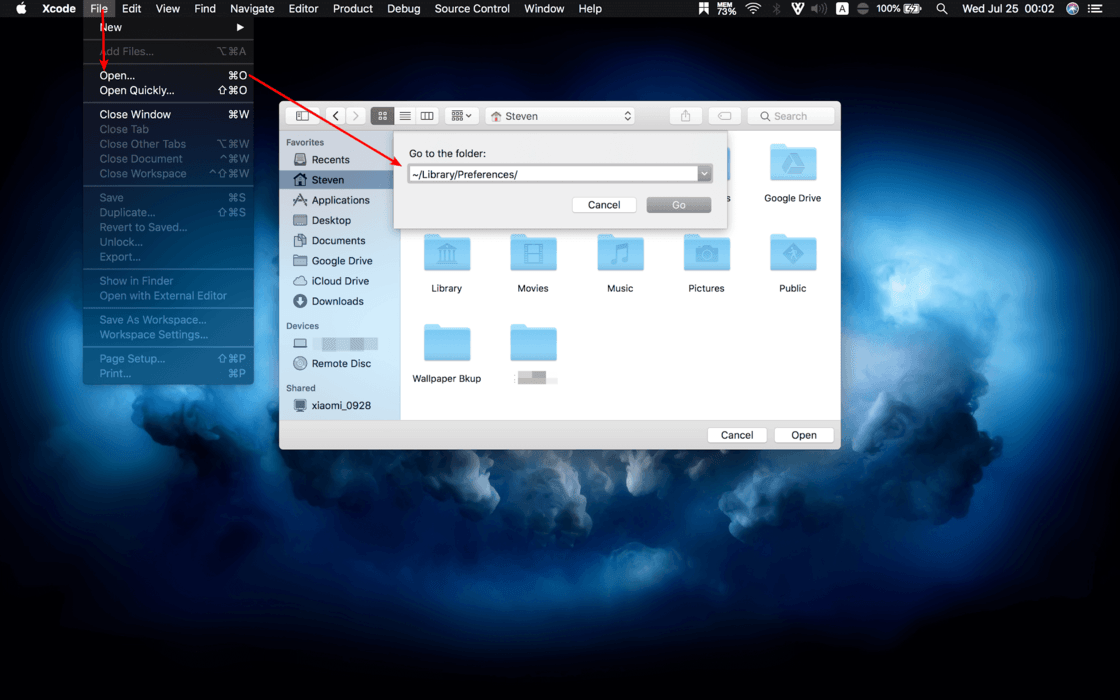 Xcode File Edit View Find Navigate Editor Product Debug Source Control Window Help MEM 73% A 100% Wed Jul 25 00:02
New ▶
Add Files... ⌥⌘A
Open... ⌘O
Open Quickly... ⇧⌘O
Close Window ⌘W
Close Tab
Close Other Tabs ⌥⌘W
Close Document ^⌘W
Close Workspace ^⇧⌘W
Save ⌘S
Duplicate... ⇧⌘S
Revert to Saved...
Unlock...
Export...
Show in Finder
Open with External Editor
Save As Workspace...
Workspace Settings...
Page Setup... ⇧⌘P
Print... ⌘P
Steven
Search
Favorites
Recents
Steven
Applications
Desktop
Documents
Google Drive
iCloud Drive
Downloads
Devices
Remote Disc
Shared
xiaomi_0928
Go to the folder:
~/Library/Preferences/
Cancel Go
Google Drive
Library Movies Music Pictures Public
Wallpaper Bkup
Cancel Open